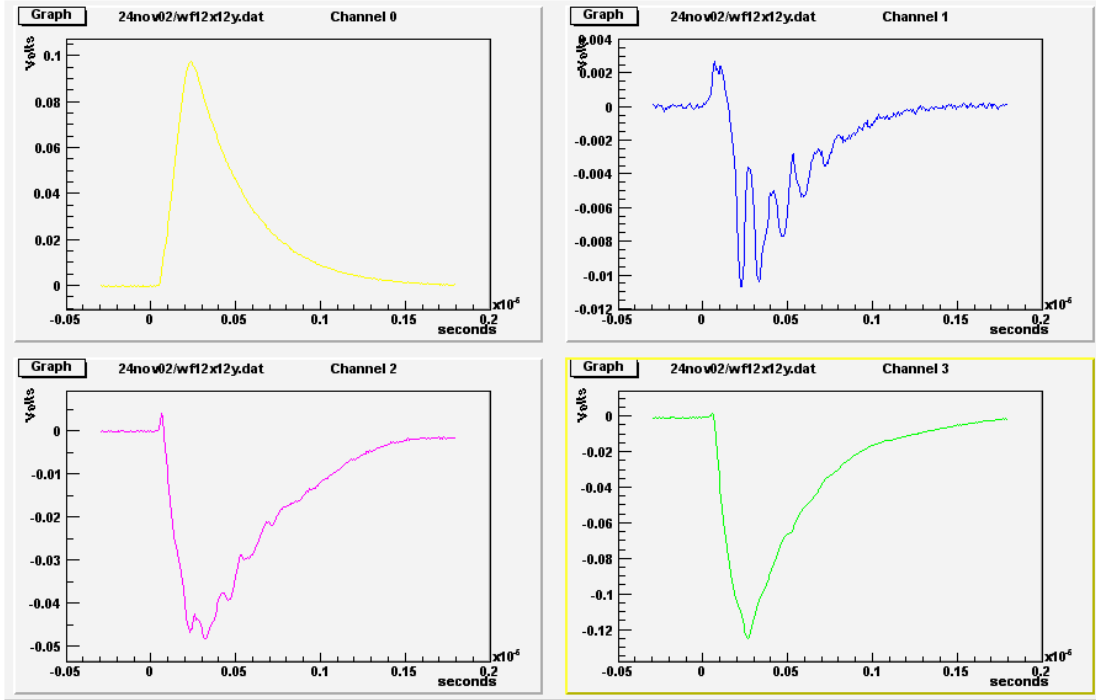 Graph 24nov02/wf12x12y.dat Channel 0
Volts
0.1
0.08
0.06
0.04
0.02
0
-0.05 0 0.05 0.1 0.15 0.2
x10^-6
seconds
Graph 24nov02/wf12x12y.dat Channel 1
Volts
0.004
0.002
0
-0.002
-0.004
-0.006
-0.008
-0.01
-0.012
-0.05 0 0.05 0.1 0.15 0.2
x10^-6
seconds
Graph 24nov02/wf12x12y.dat Channel 2
Volts
0
-0.01
-0.02
-0.03
-0.04
-0.05
-0.05 0 0.05 0.1 0.15 0.2
x10^-6
seconds
Graph 24nov02/wf12x12y.dat Channel 3
Volts
0
-0.02
-0.04
-0.06
-0.08
-0.1
-0.12
-0.05 0 0.05 0.1 0.15 0.2
x10^-6
seconds